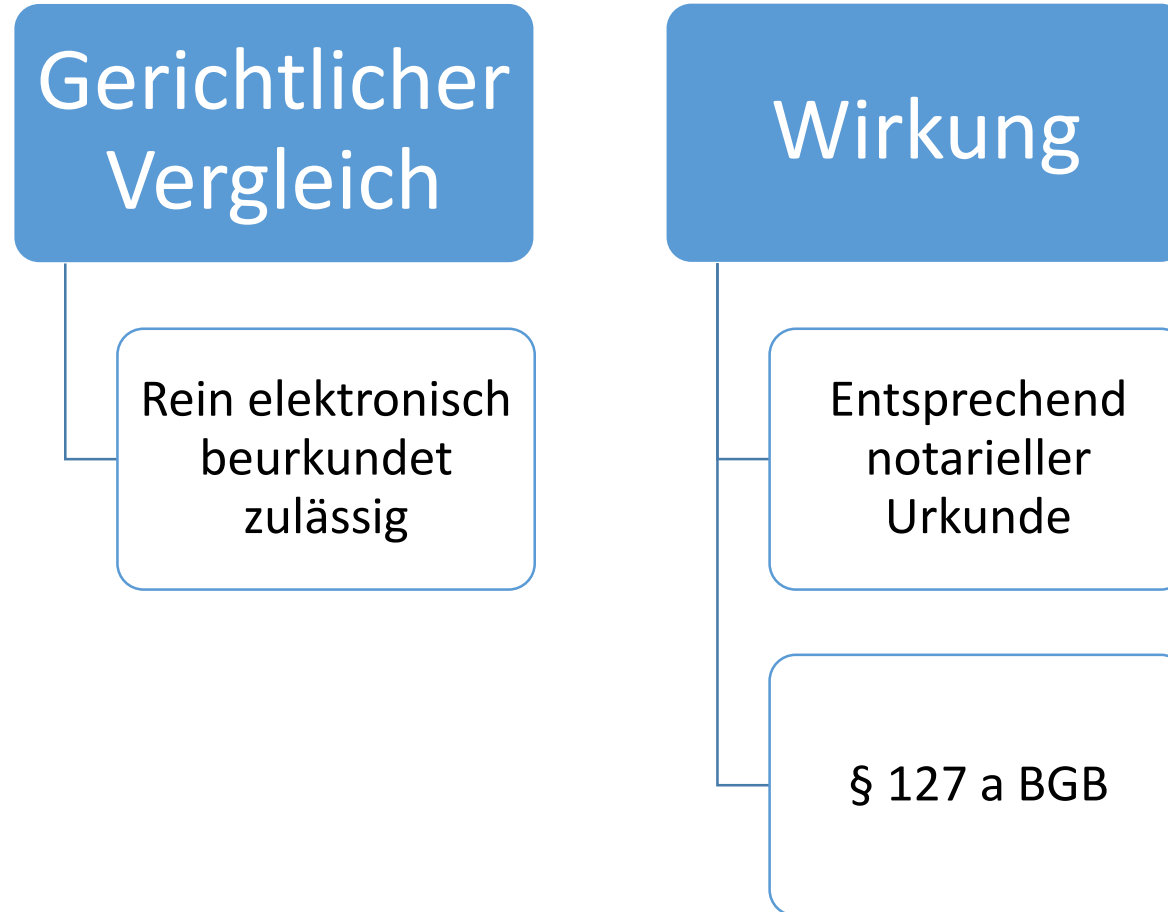 Gerichtlicher
Vergleich
Rein elektronisch
beurkundet
zulässig
Wirkung
Entsprechend
notarieller
Urkunde
§ 127 a BGB